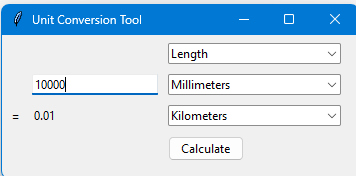 Unit Conversion Tool
Length
10000 Millimeters
= 0.01 Kilometers
Calculate